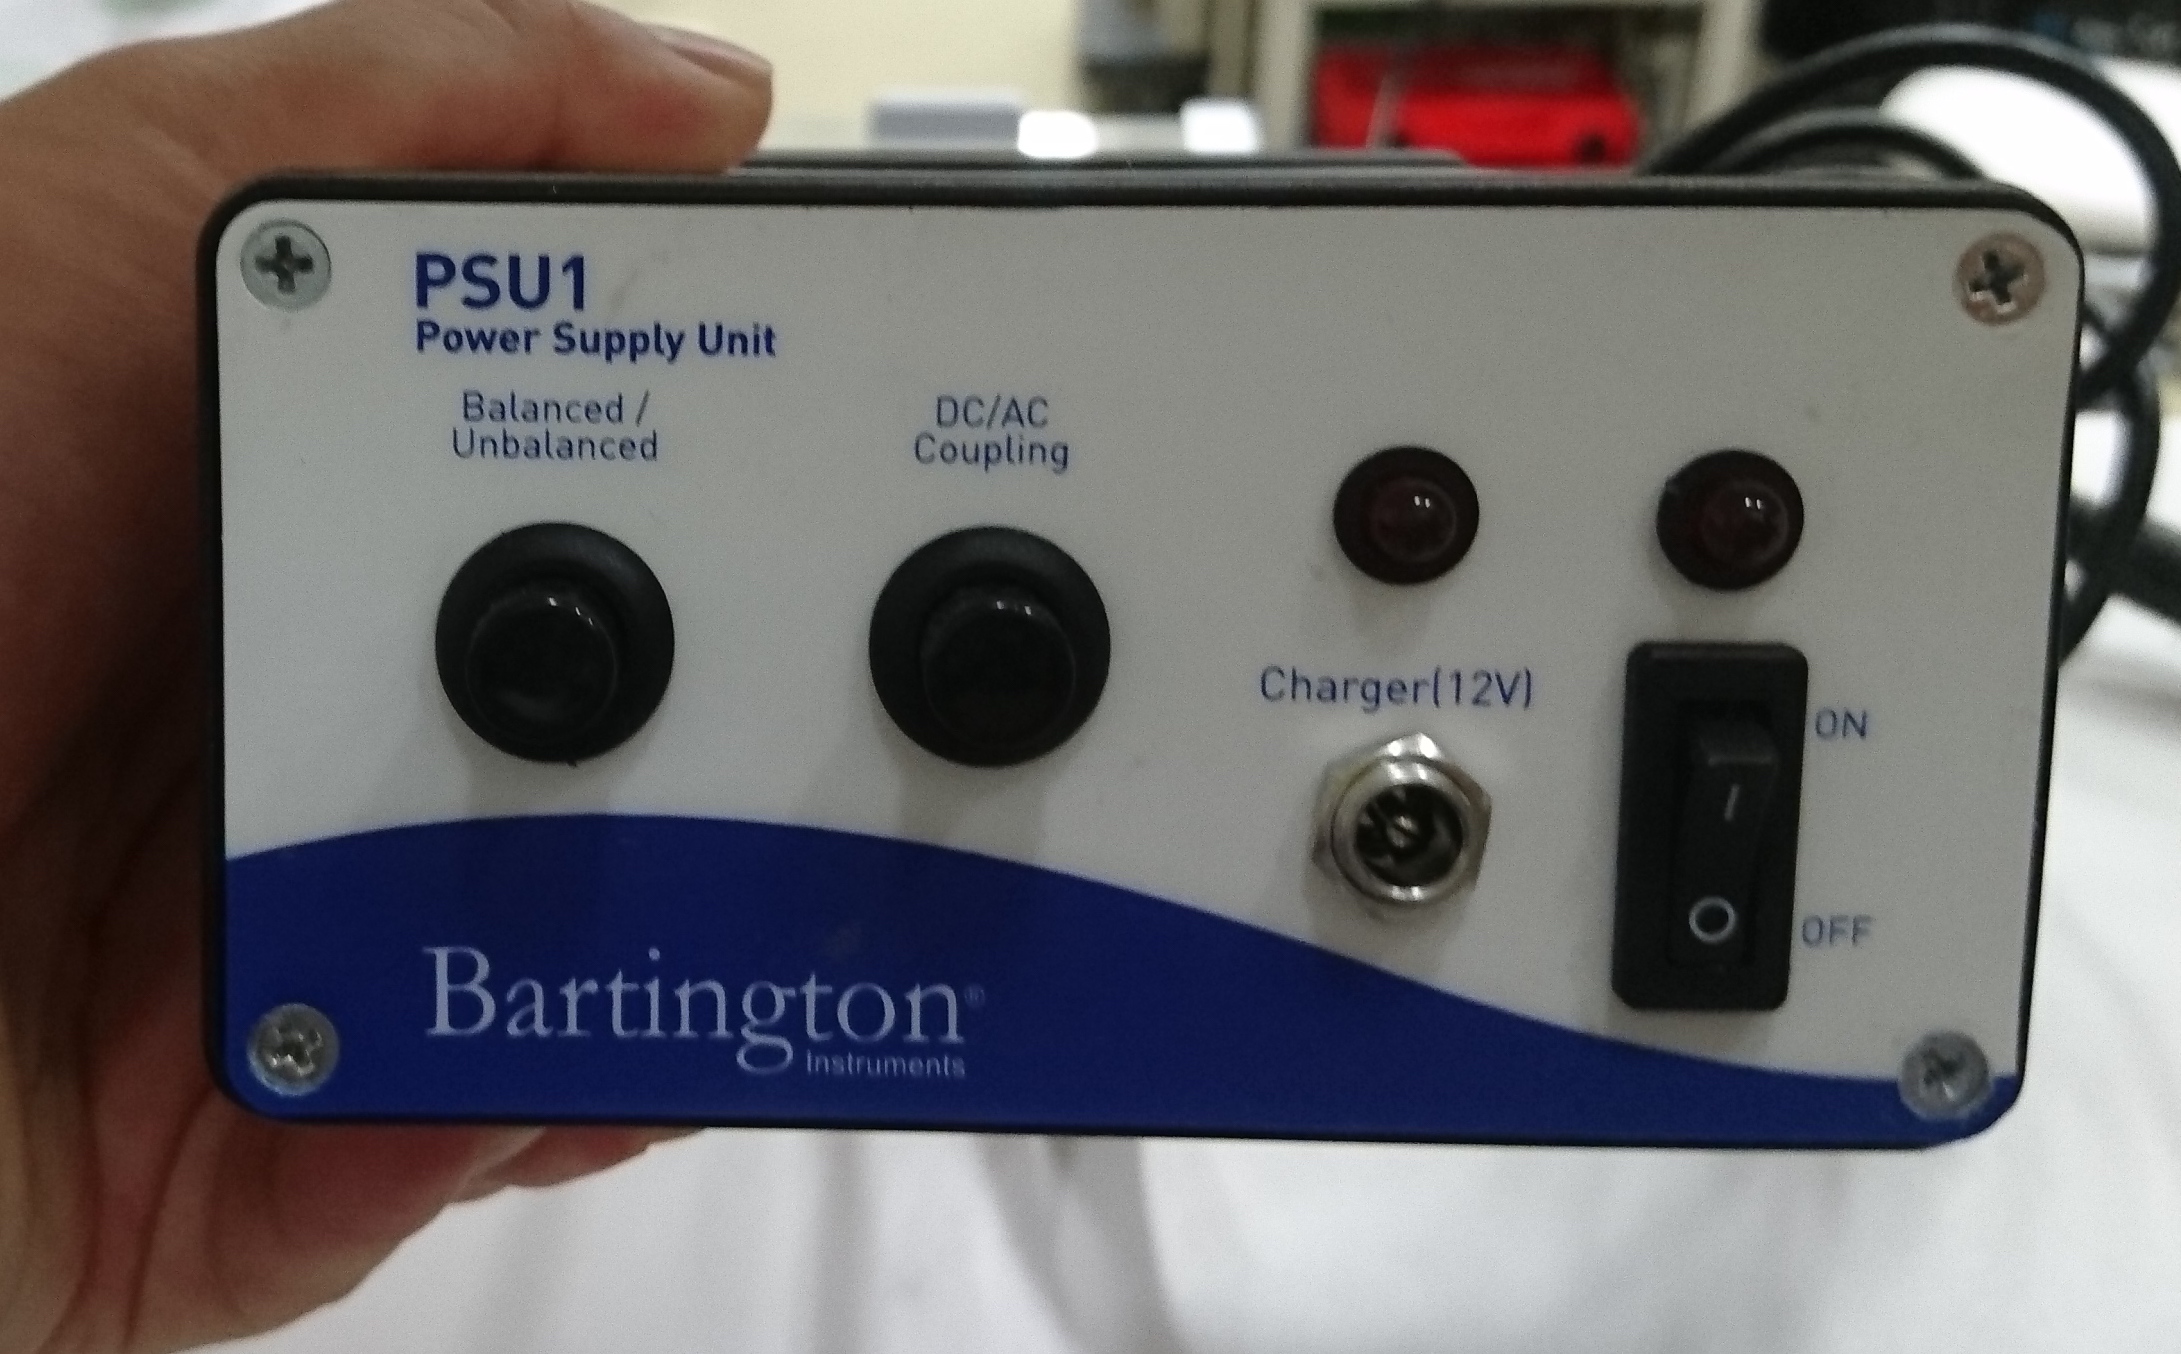 PSU1
Power Supply Unit
Balanced /
Unbalanced
DC/AC
Coupling
Charger(12V)
ON
OFF
Bartington®
Instruments